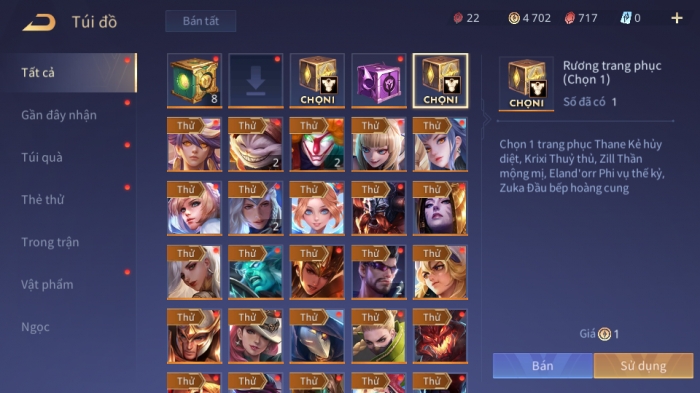 Túi đồ
Bán tất
22
4 702
717
0
+
Tất cả
Gần đây nhận
Túi quà
Thẻ thử
Trong trận
Vật phẩm
Ngọc
8
CHỌN1
CHỌN1
Thử Thử Thử Thử Thử
2 2
Thử Thử Thử Thử Thử
2
Thử Thử Thử Thử Thử
2
Thử Thử Thử Thử Thử
Thử Thử Thử Thử Thử
CHỌN1
Rương trang phục
(Chọn 1)
Số đã có 1
Chọn 1 trang phục Thane Kẻ hủy
diệt, Krixi Thuỷ thủ, Zill Thần
mộng mị, Eland'orr Phi vụ thế kỷ,
Zuka Đầu bếp hoàng cung
Giá 1
Bán
Sử dụng